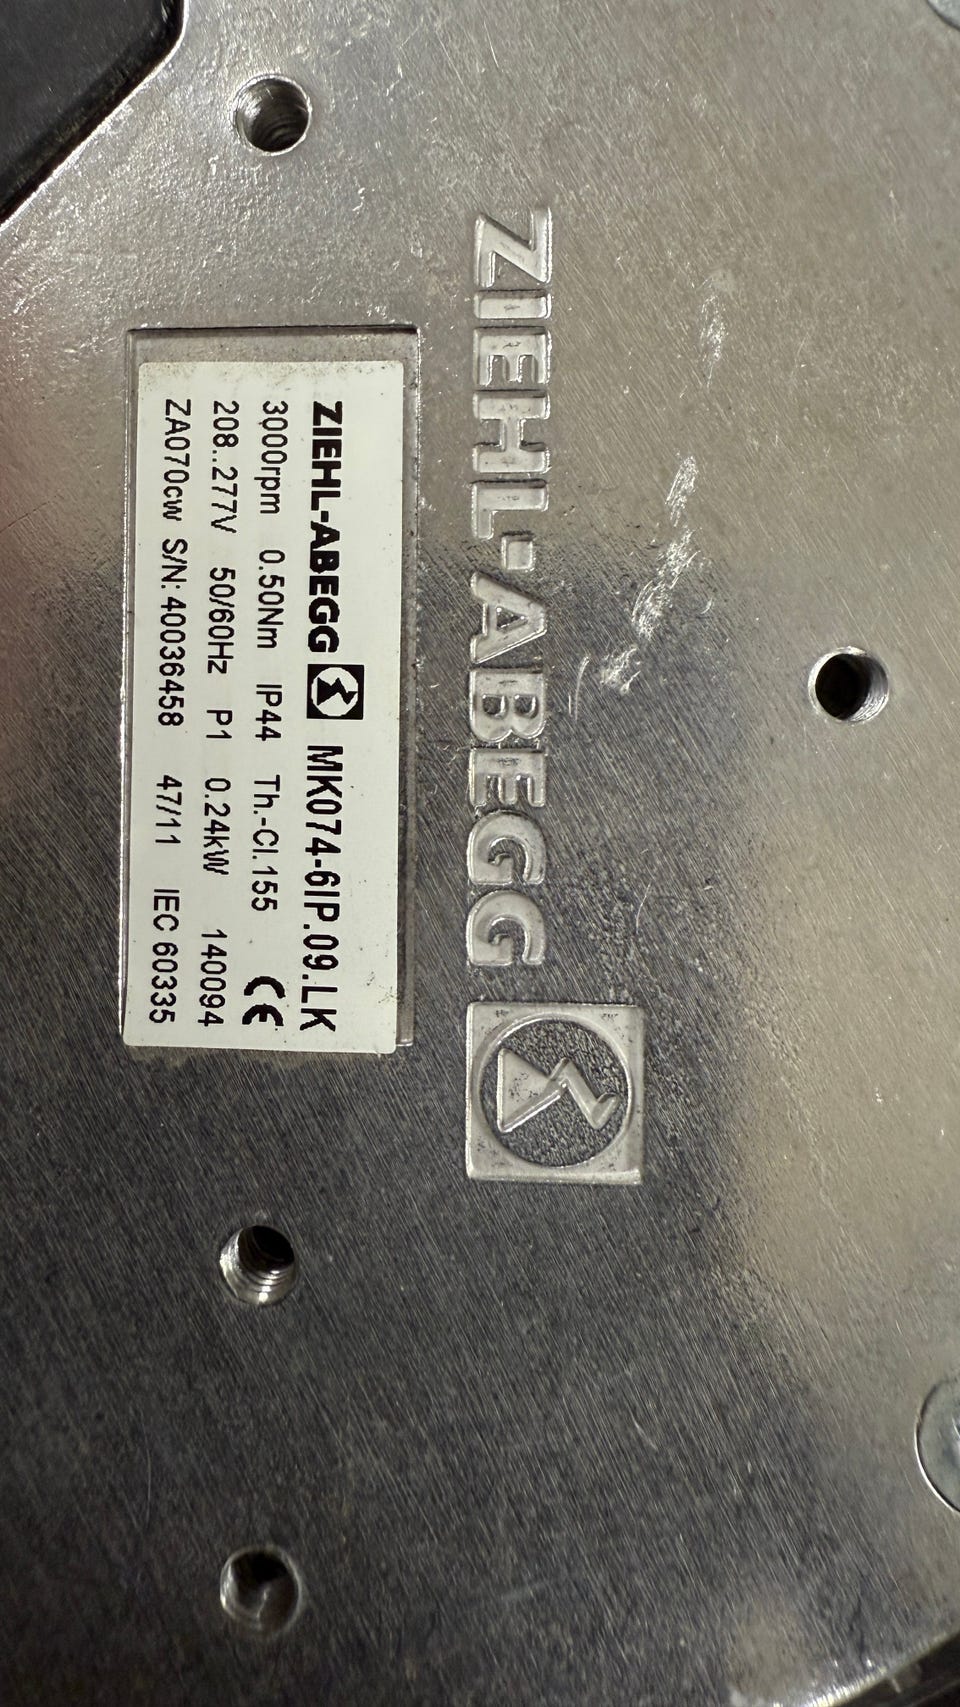 ZIEHL-ABEGG
ZIEHL-ABEGG MK074-6IP.09.LK
3000rpm 0.50Nm IP44 Th.-Cl.155 CE
208..277V 50/60Hz P1 0.24kW 140094
ZA070cw S/N: 40036458 47/11 IEC 60335